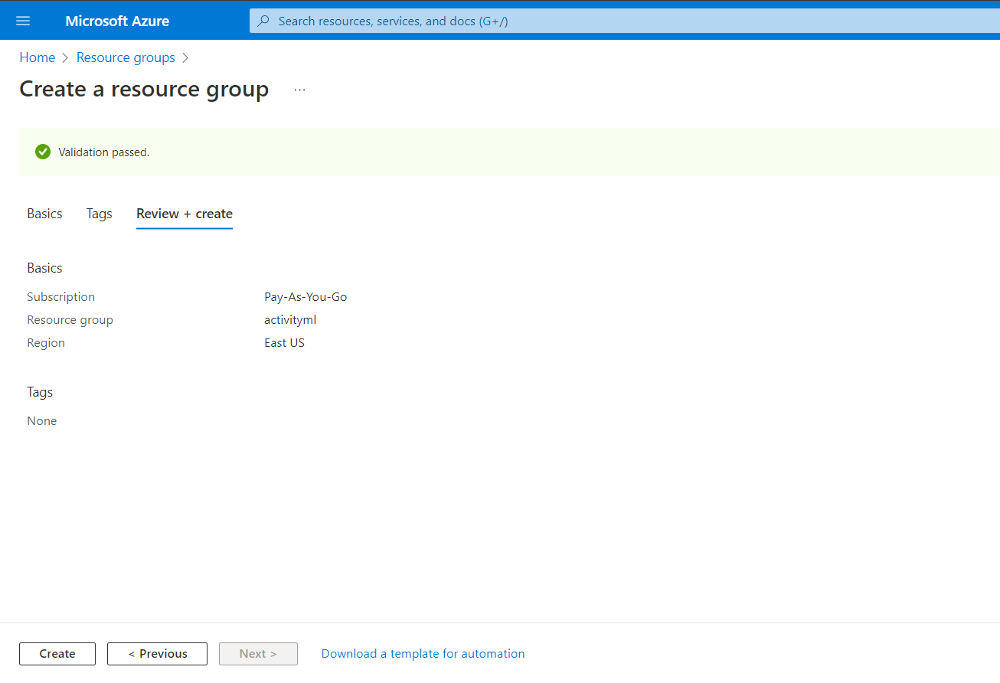 Microsoft Azure
Search resources, services, and docs (G+/)
Home > Resource groups >
Create a resource group ...
Validation passed.
Basics Tags Review + create
Basics
Subscription Pay-As-You-Go
Resource group activityml
Region East US
Tags
None
Create < Previous Next > Download a template for automation